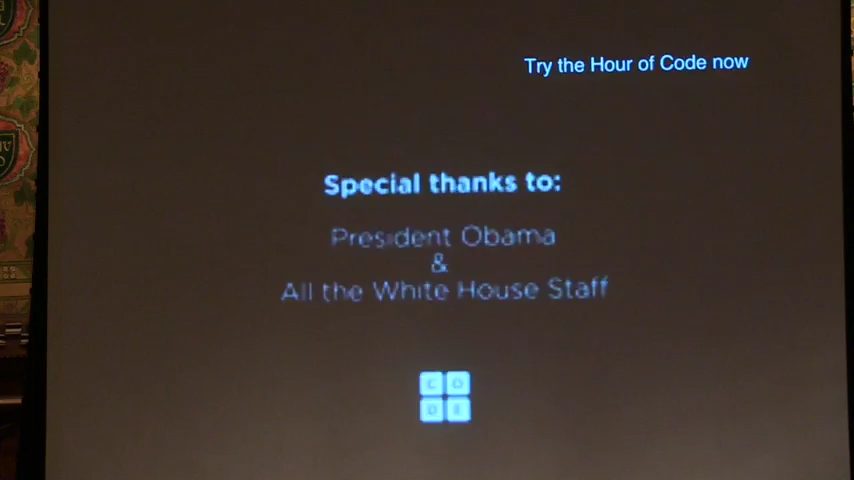 Try the Hour of Code now
Special thanks to:
President Obama
&
All the White House Staff
C O
D E